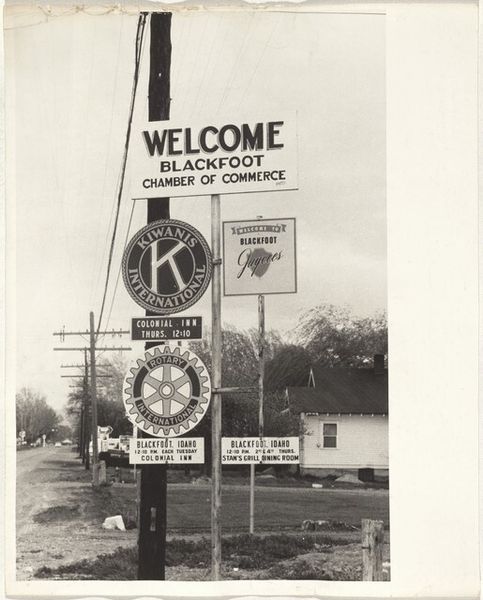 WELCOME
BLACKFOOT
CHAMBER OF COMMERCE
KIWANIS
K
INTERNATIONAL
COLONIAL INN
THURS. 12:10
ROTARY
INTERNATIONAL
BLACKFOOT, IDAHO
12:10 P.M. EACH TUESDAY
COLONIAL INN
WELCOME TO
BLACKFOOT
Jaycees
BLACKFOOT, IDAHO
12:10 P.M. 2nd & 4th THURS.
STAN'S GRILL DINING ROOM